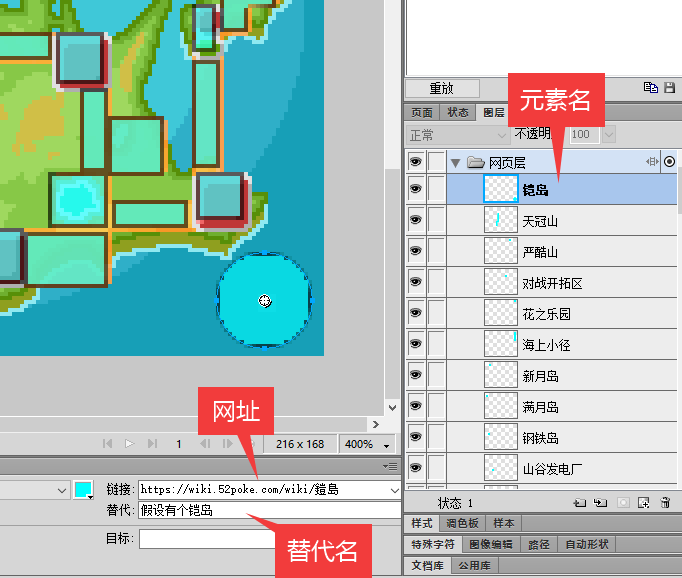 重放
元素名
页面 状态 图层
正常 不透明 100
网页层
铠岛
天冠山
严酷山
对战开拓区
花之乐园
海上小径
新月岛
满月岛
钢铁岛
山谷发电厂
网址
1 216 x 168 400%
链接: https://wiki.52poke.com/wiki/鎧島
替代: 假设有个铠岛
目标:
替代名
状态 1
样式 调色板 样本
特殊字符 图像编辑 路径 自动形状
文档库 公用库